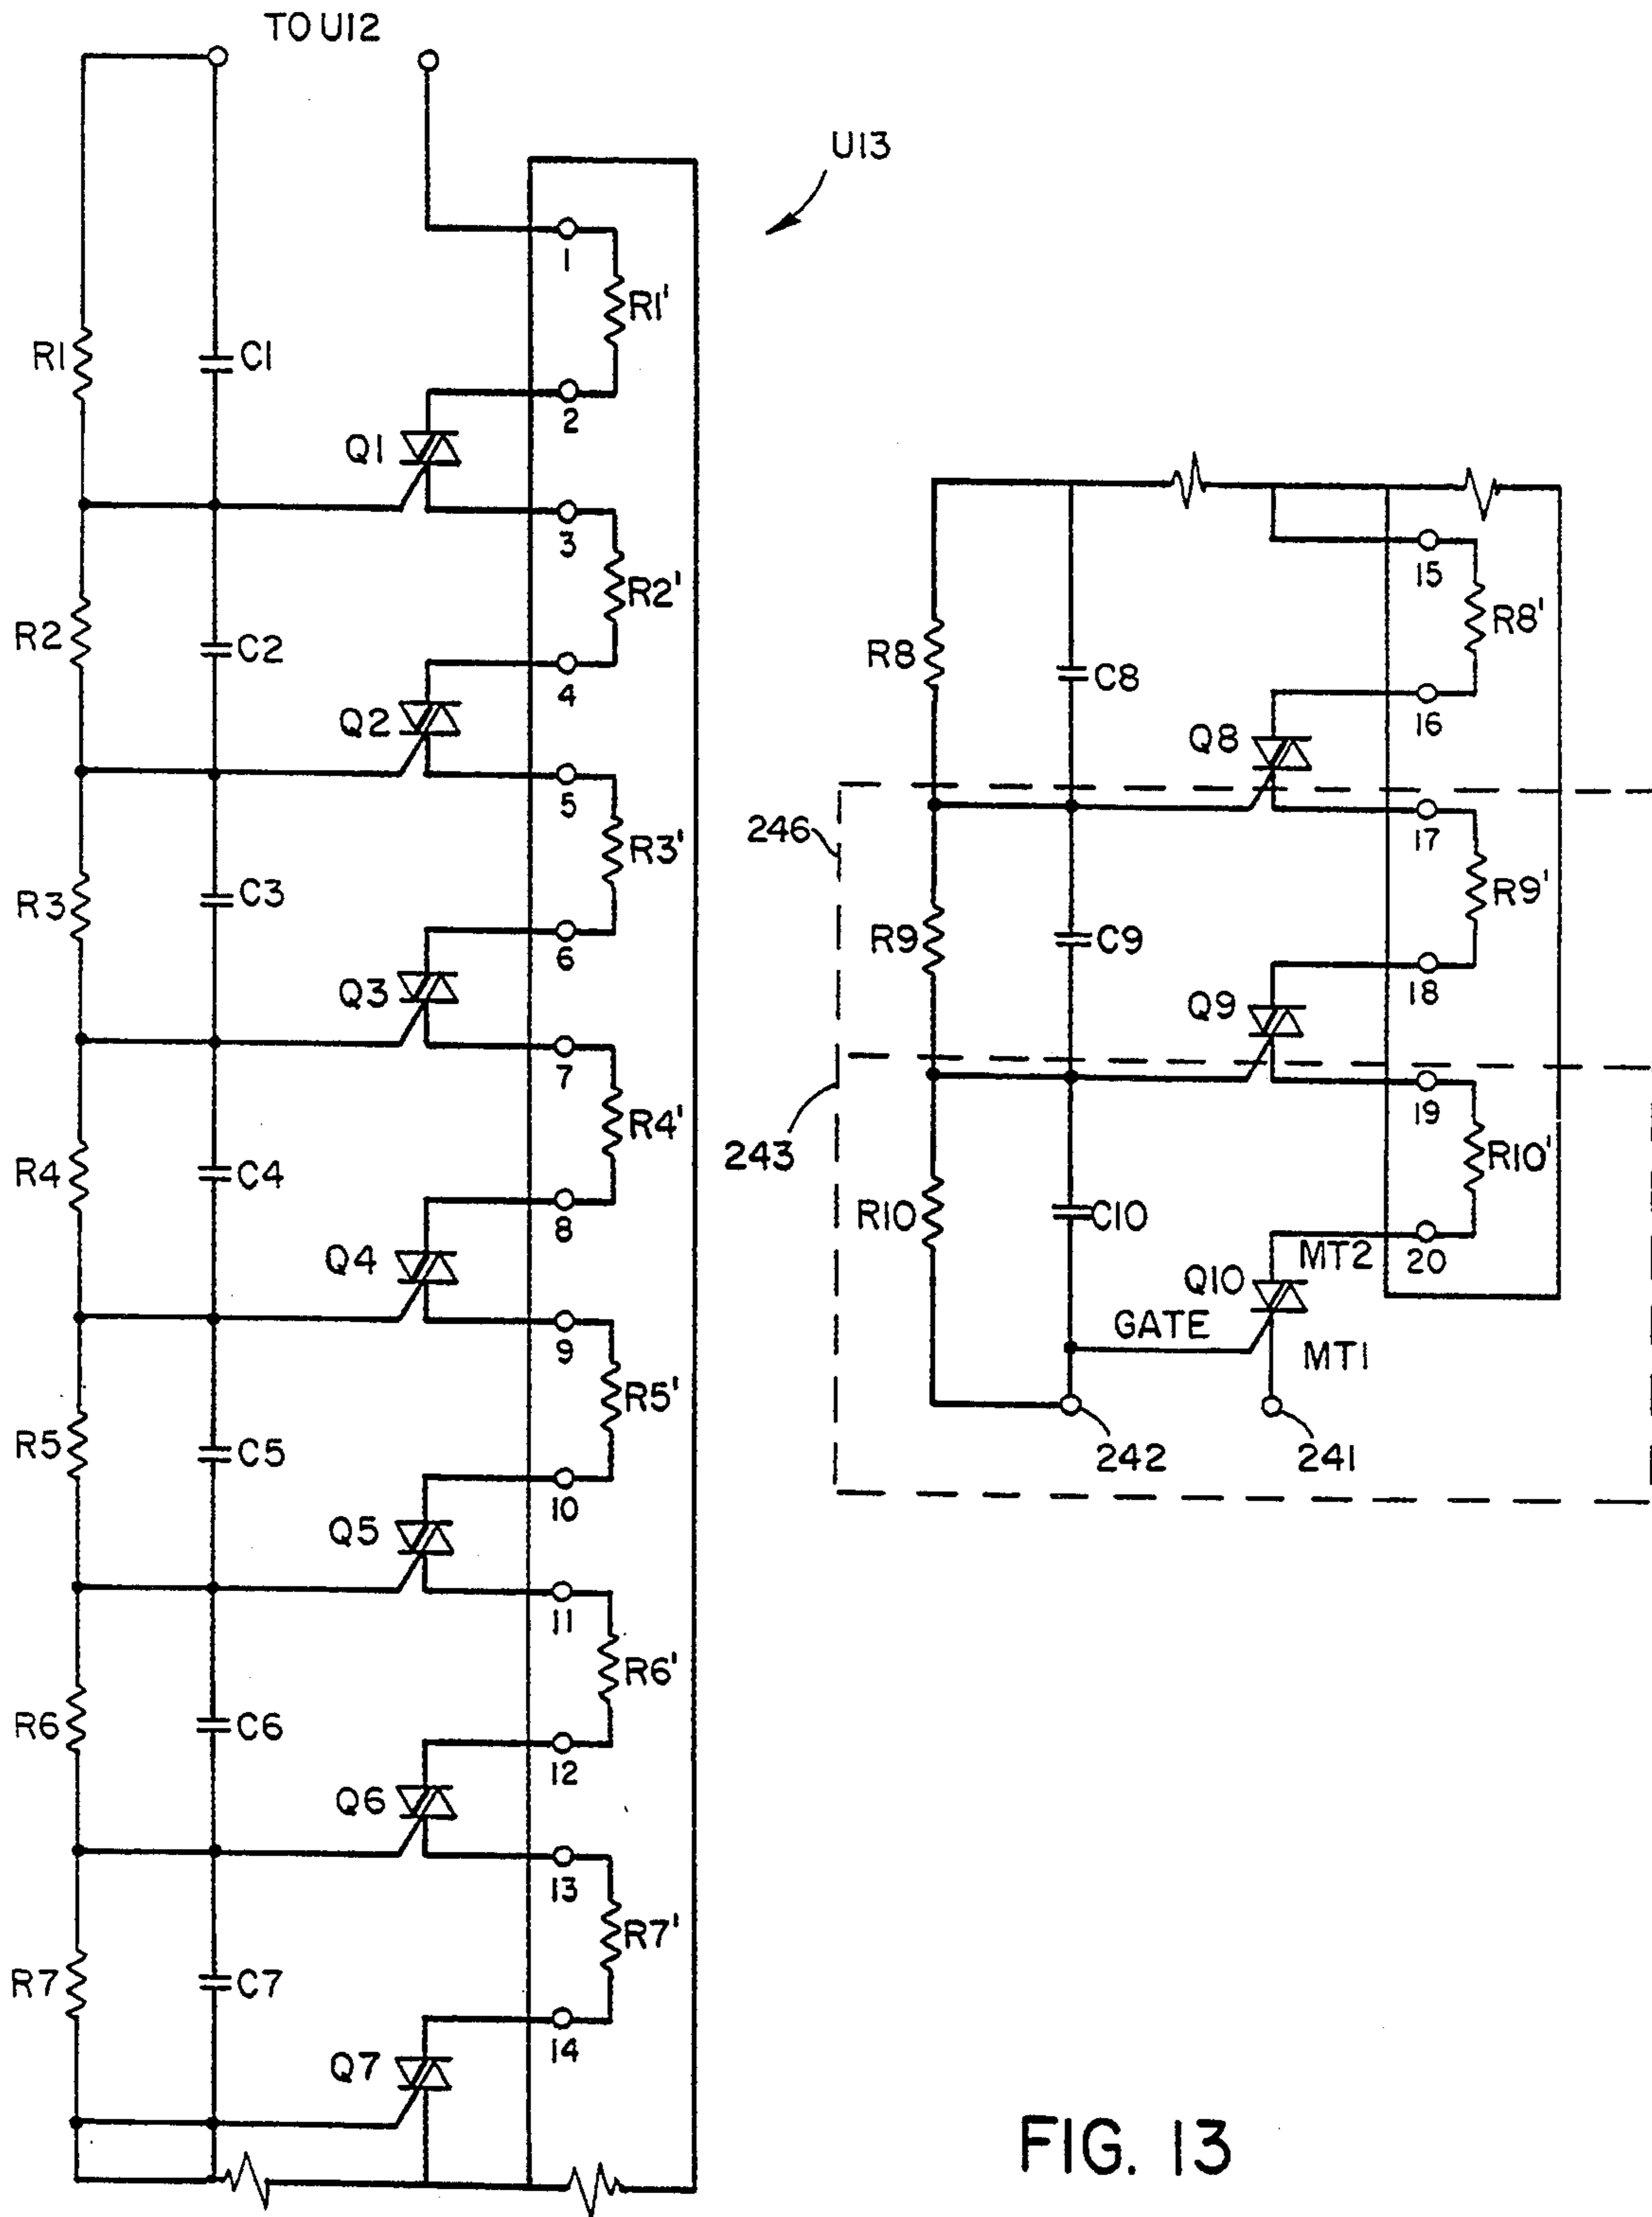 TO U12
U13
1
R1'
R1
C1
2
Q1
3
R2'
R2
C2
4
Q2
5
R3'
R3
C3
6
Q3
7
R4'
R4
C4
8
Q4
9
R5'
R5
C5
10
Q5
11
R6'
R6
C6
12
Q6
13
R7'
R7
C7
14
Q7
15
R8'
R8
C8
16
Q8
246
17
R9'
R9
C9
18
Q9
243
19
R10'
R10
C10
MT2
20
Q10
GATE
MT1
242
241
FIG. 13